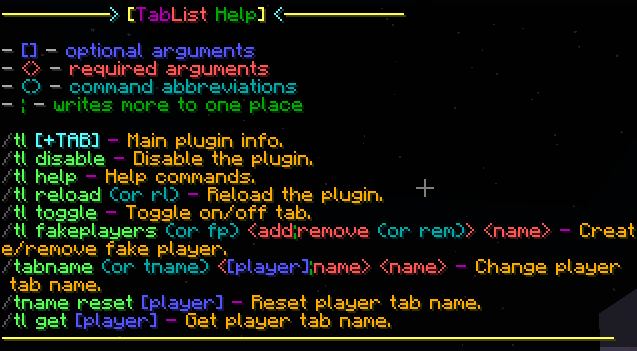 [TabList Help]
- [] - optional arguments
- <> - required arguments
- () - command abbreviations
- ¦ - writes more to one place
/tl [+TAB] - Main plugin info.
/tl disable - Disable the plugin.
/tl help - Help commands.
/tl reload (or rl) - Reload the plugin.
/tl toggle - Toggle on/off tab.
/tl fakeplayers (or fp) <add¦remove (or rem)> <name> - Creat
e/remove fake player.
/tabname (or tname) <[player]¦name> <name> - Change player
tab name.
/tname reset [player] - Reset player tab name.
/tl get [player] - Get player tab name.